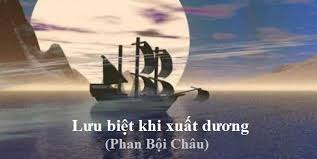 Lưu biệt khi xuất dương
(Phan Bội Châu)